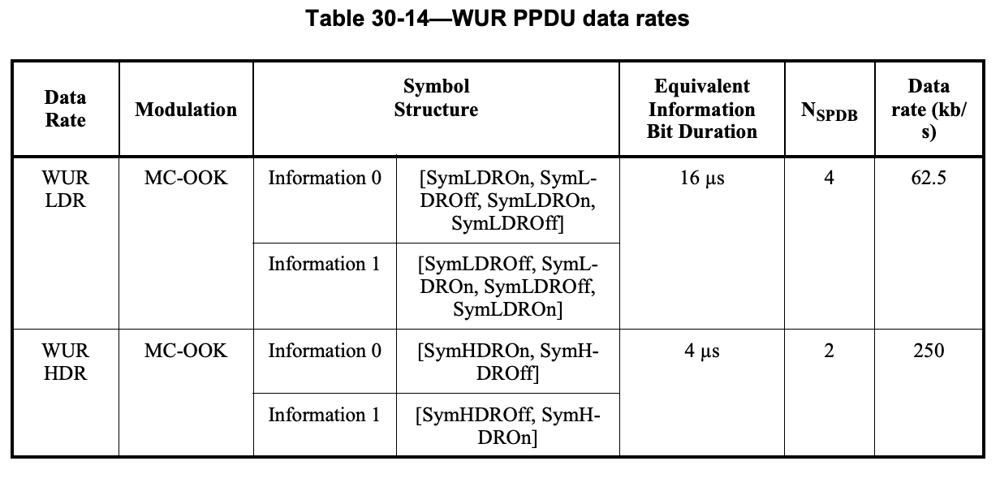 Table 30-14—WUR PPDU data rates
Data
Rate
Modulation
Symbol
Structure
Equivalent
Information
Bit Duration
NSPDB
Data
rate (kb/
s)
WUR
LDR
MC-OOK
Information 0
[SymLDROn, SymL-
DROff, SymLDROn,
SymLDROff]
16 µs
4
62.5
Information 1
[SymLDROff, SymL-
DROn, SymLDROff,
SymLDROn]
WUR
HDR
MC-OOK
Information 0
[SymHDROn, SymH-
DROff]
4 µs
2
250
Information 1
[SymHDROff, SymH-
DROn]